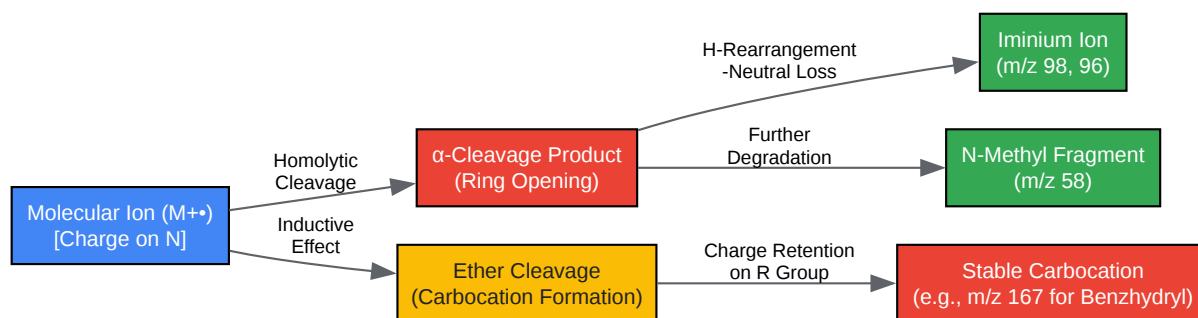 H-Rearrangement
-Neutral Loss
Iminium Ion
(m/z 98, 96)
Homolytic
Cleavage
α-Cleavage Product
(Ring Opening)
Further
Degradation
N-Methyl Fragment
(m/z 58)
Molecular Ion (M+•)
[Charge on N]
Inductive
Effect
Ether Cleavage
(Carbocation Formation)
Charge Retention
on R Group
Stable Carbocation
(e.g., m/z 167 for Benzhydryl)